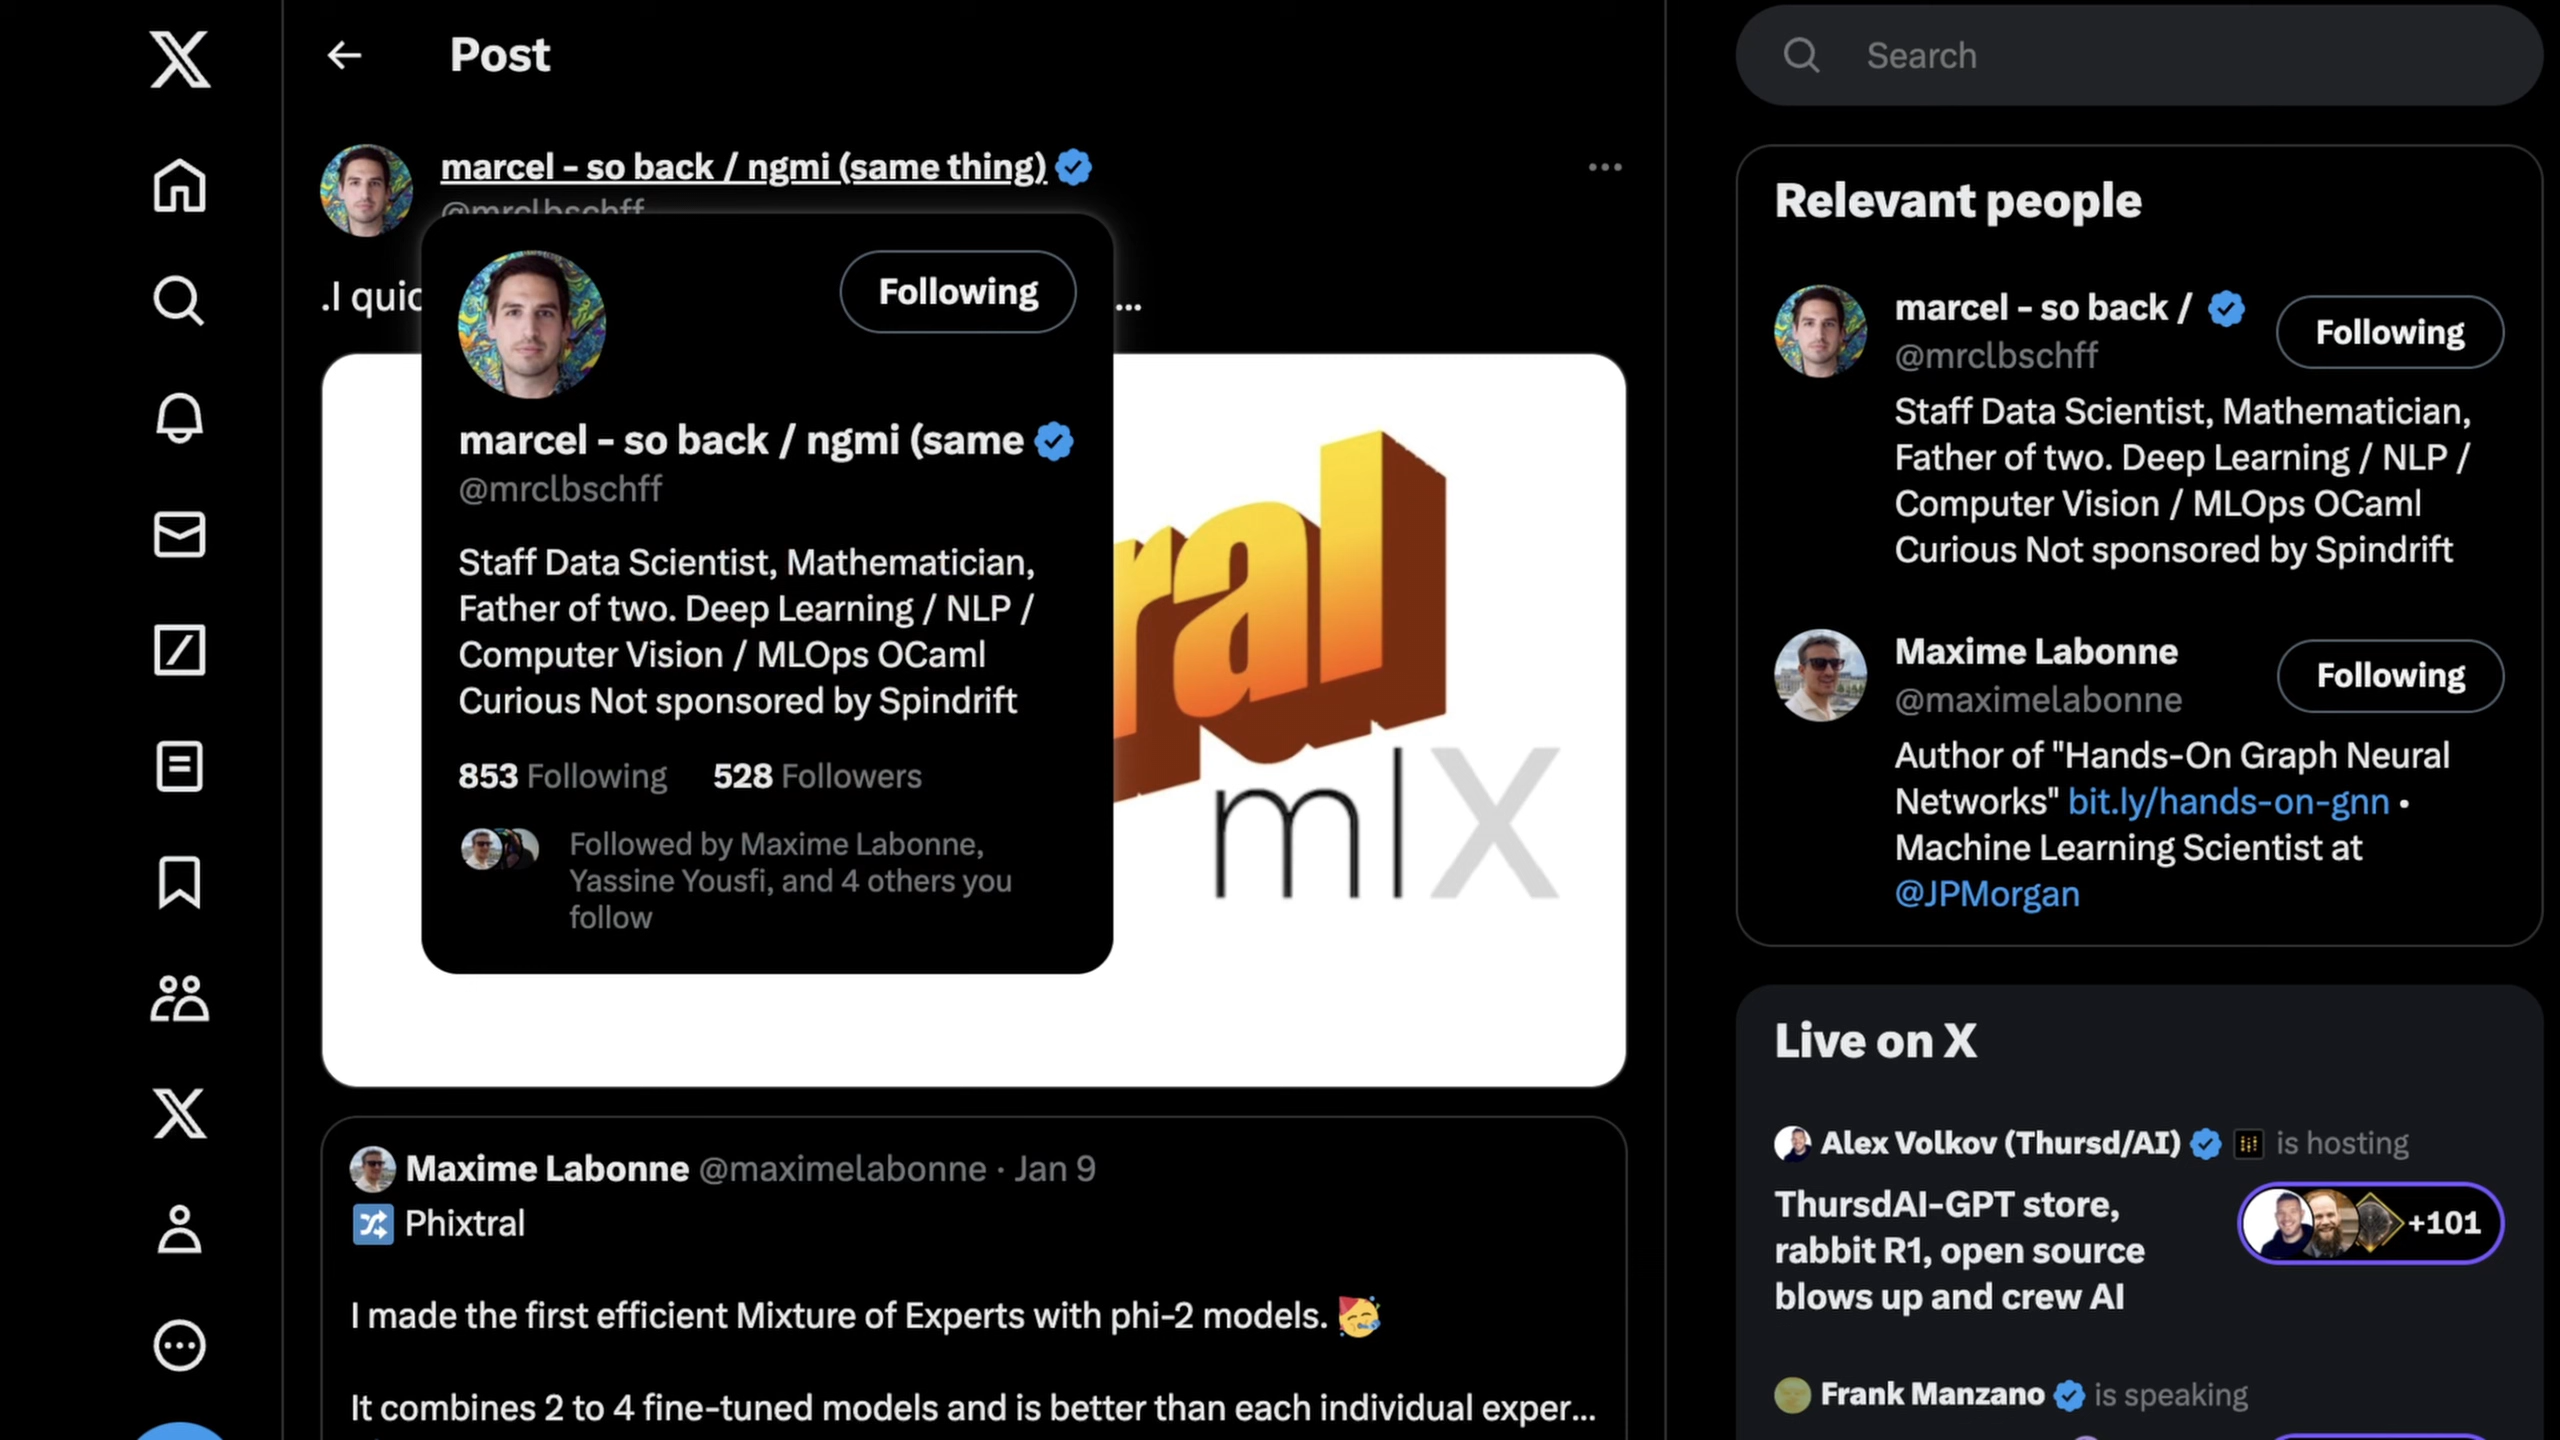 Post
marcel - so back / ngmi (same thing)
@mrclbschff
.I quic
...
Following
marcel - so back / ngmi (same
@mrclbschff
Staff Data Scientist, Mathematician,
Father of two. Deep Learning / NLP /
Computer Vision / MLOps OCaml
Curious Not sponsored by Spindrift
853 Following 528 Followers
Followed by Maxime Labonne,
Yassine Yousfi, and 4 others you
follow
ral
mlX
Maxime Labonne @maximelabonne · Jan 9
🔀 Phixtral
I made the first efficient Mixture of Experts with phi-2 models. 🥳
It combines 2 to 4 fine-tuned models and is better than each individual exper...
Search
Relevant people
marcel - so back /
@mrclbschff
Following
Staff Data Scientist, Mathematician,
Father of two. Deep Learning / NLP /
Computer Vision / MLOps OCaml
Curious Not sponsored by Spindrift
Maxime Labonne
@maximelabonne
Following
Author of "Hands-On Graph Neural
Networks" bit.ly/hands-on-gnn •
Machine Learning Scientist at
@JPMorgan
Live on X
Alex Volkov (Thursd/AI) is hosting
ThursdAI-GPT store,
rabbit R1, open source
blows up and crew AI
+101
Frank Manzano is speaking